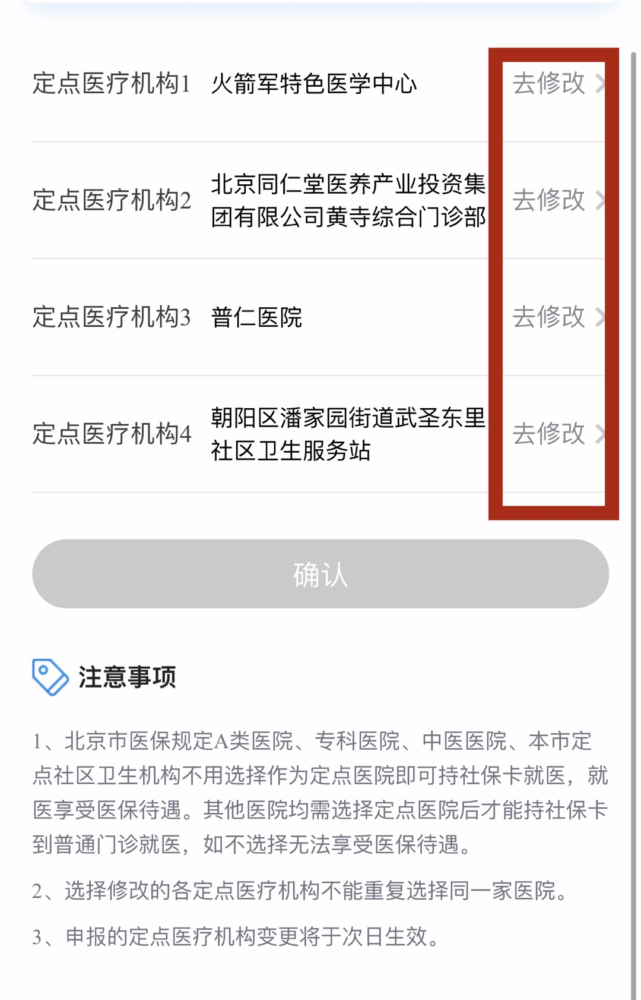 定点医疗机构1 火箭军特色医学中心 去修改
北京同仁堂医养产业投资集
定点医疗机构2 去修改
团有限公司黄寺综合门诊部
定点医疗机构3 普仁医院 去修改
朝阳区潘家园街道武圣东里
定点医疗机构4 去修改
社区卫生服务站
确认
注意事项
1、北京市医保规定A类医院、专科医院、中医医院、本市定
点社区卫生机构不用选择作为定点医院即可持社保卡就医，就
医享受医保待遇。其他医院均需选择定点医院后才能持社保卡
到普通门诊就医，如不选择无法享受医保待遇。
2、选择修改的各定点医疗机构不能重复选择同一家医院。
3、申报的定点医疗机构变更将于次日生效。